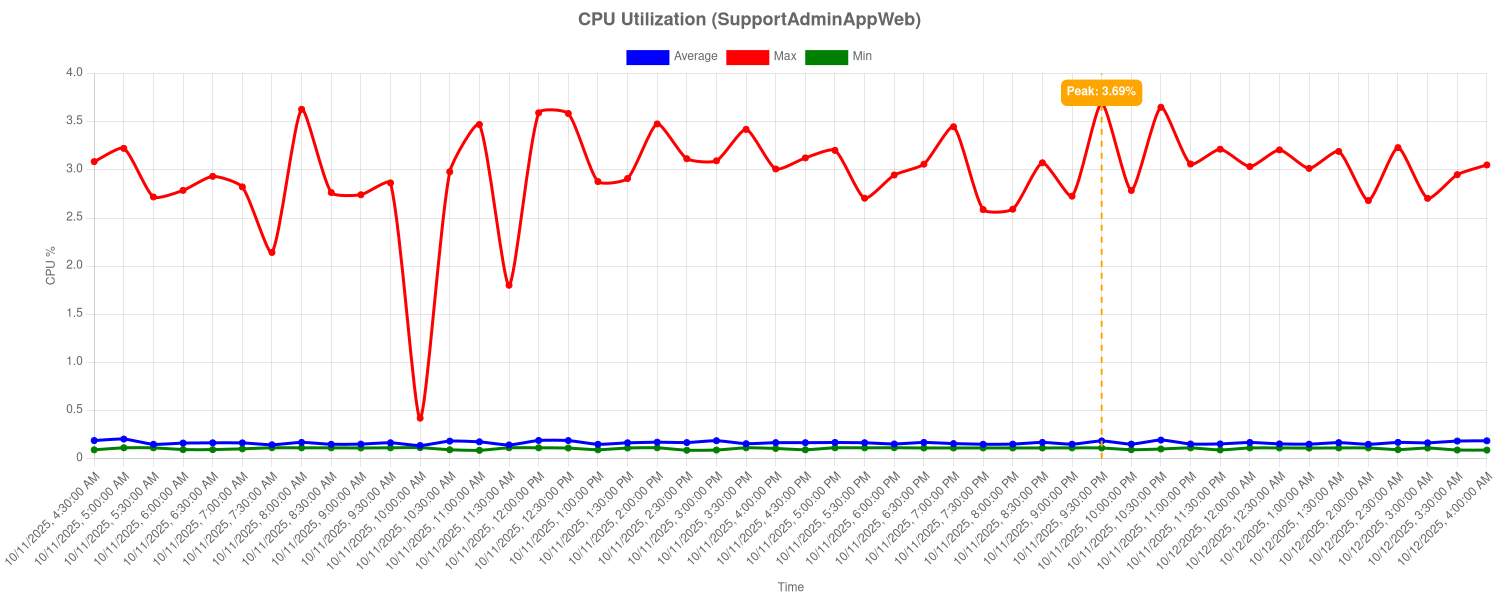 CPU Utilization (SupportAdminAppWeb)
Average Max Min
4.0
3.5
3.0
2.5
2.0
1.5
1.0
0.5
0
CPU %
Peak: 3.69%
10/11/2025, 4:30:00 AM
10/11/2025, 5:00:00 AM
10/11/2025, 5:30:00 AM
10/11/2025, 6:00:00 AM
10/11/2025, 6:30:00 AM
10/11/2025, 7:00:00 AM
10/11/2025, 7:30:00 AM
10/11/2025, 8:00:00 AM
10/11/2025, 8:30:00 AM
10/11/2025, 9:00:00 AM
10/11/2025, 9:30:00 AM
10/11/2025, 10:00:00 AM
10/11/2025, 10:30:00 AM
10/11/2025, 11:00:00 AM
10/11/2025, 11:30:00 AM
10/11/2025, 12:00:00 PM
10/11/2025, 12:30:00 PM
10/11/2025, 1:00:00 PM
10/11/2025, 1:30:00 PM
10/11/2025, 2:00:00 PM
10/11/2025, 2:30:00 PM
10/11/2025, 3:00:00 PM
10/11/2025, 3:30:00 PM
10/11/2025, 4:00:00 PM
10/11/2025, 4:30:00 PM
10/11/2025, 5:00:00 PM
10/11/2025, 5:30:00 PM
10/11/2025, 6:00:00 PM
10/11/2025, 6:30:00 PM
10/11/2025, 7:00:00 PM
10/11/2025, 7:30:00 PM
10/11/2025, 8:00:00 PM
10/11/2025, 8:30:00 PM
10/11/2025, 9:00:00 PM
10/11/2025, 9:30:00 PM
10/11/2025, 10:00:00 PM
10/11/2025, 10:30:00 PM
10/11/2025, 11:00:00 PM
10/11/2025, 11:30:00 PM
10/12/2025, 12:00:00 AM
10/12/2025, 12:30:00 AM
10/12/2025, 1:00:00 AM
10/12/2025, 1:30:00 AM
10/12/2025, 2:00:00 AM
10/12/2025, 2:30:00 AM
10/12/2025, 3:00:00 AM
10/12/2025, 3:30:00 AM
10/12/2025, 4:00:00 AM
Time